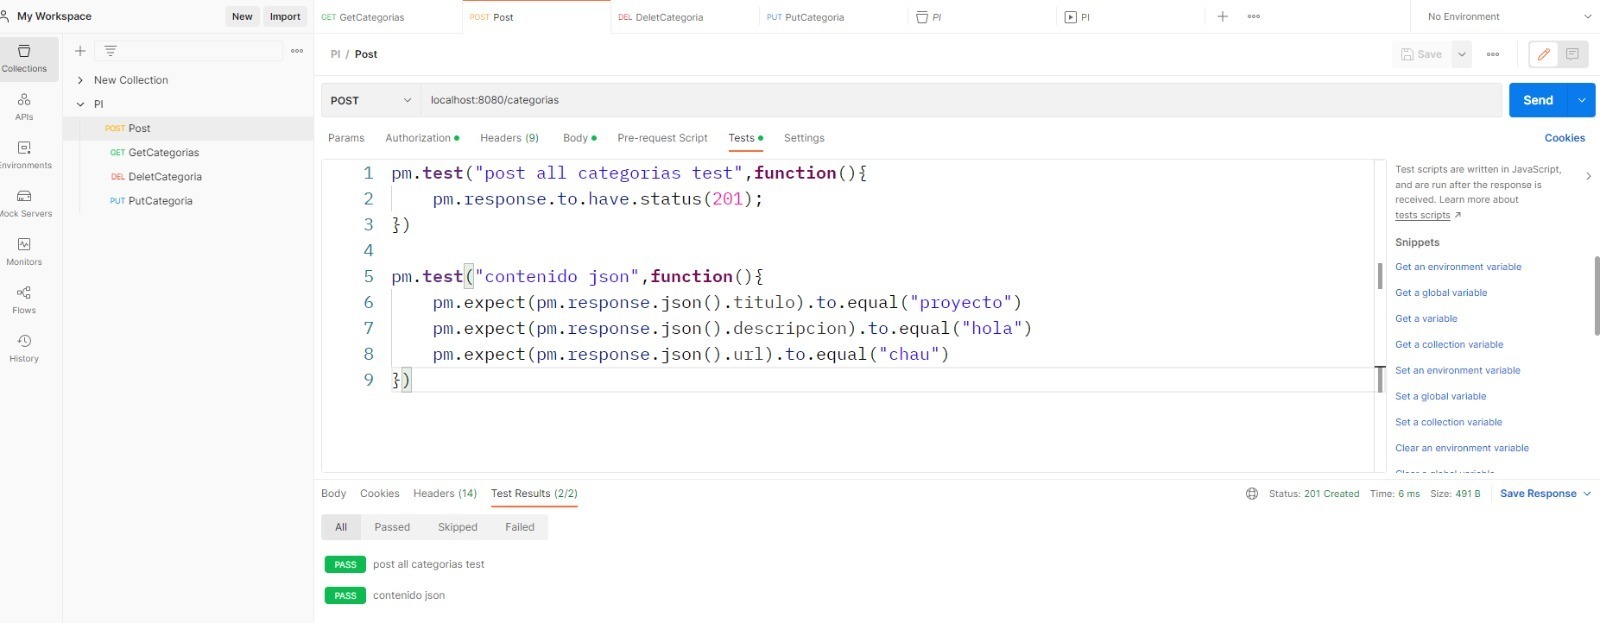 My Workspace New Import
GET GetCategorias POST Post DEL DeletCategoria PUT PutCategoria PI PI No Environment
Collections
APIs
Environments
Mock Servers
Monitors
Flows
History
New Collection
PI
POST Post
GET GetCategorias
DEL DeletCategoria
PUT PutCategoria
PI / Post Save
POST localhost:8080/categorias Send
Params Authorization Headers (9) Body Pre-request Script Tests Settings Cookies
1 pm.test("post all categorias test",function(){
2 pm.response.to.have.status(201);
3 })
4
5 pm.test("contenido json",function(){
6 pm.expect(pm.response.json().titulo).to.equal("proyecto")
7 pm.expect(pm.response.json().descripcion).to.equal("hola")
8 pm.expect(pm.response.json().url).to.equal("chau")
9 })
Test scripts are written in JavaScript,
and are run after the response is
received. Learn more about
tests scripts
Snippets
Get an environment variable
Get a global variable
Get a variable
Get a collection variable
Set an environment variable
Set a global variable
Set a collection variable
Clear an environment variable
Clear a global variable
Body Cookies Headers (14) Test Results (2/2) Status: 201 Created Time: 6 ms Size: 491 B Save Response
All Passed Skipped Failed
PASS post all categorias test
PASS contenido json